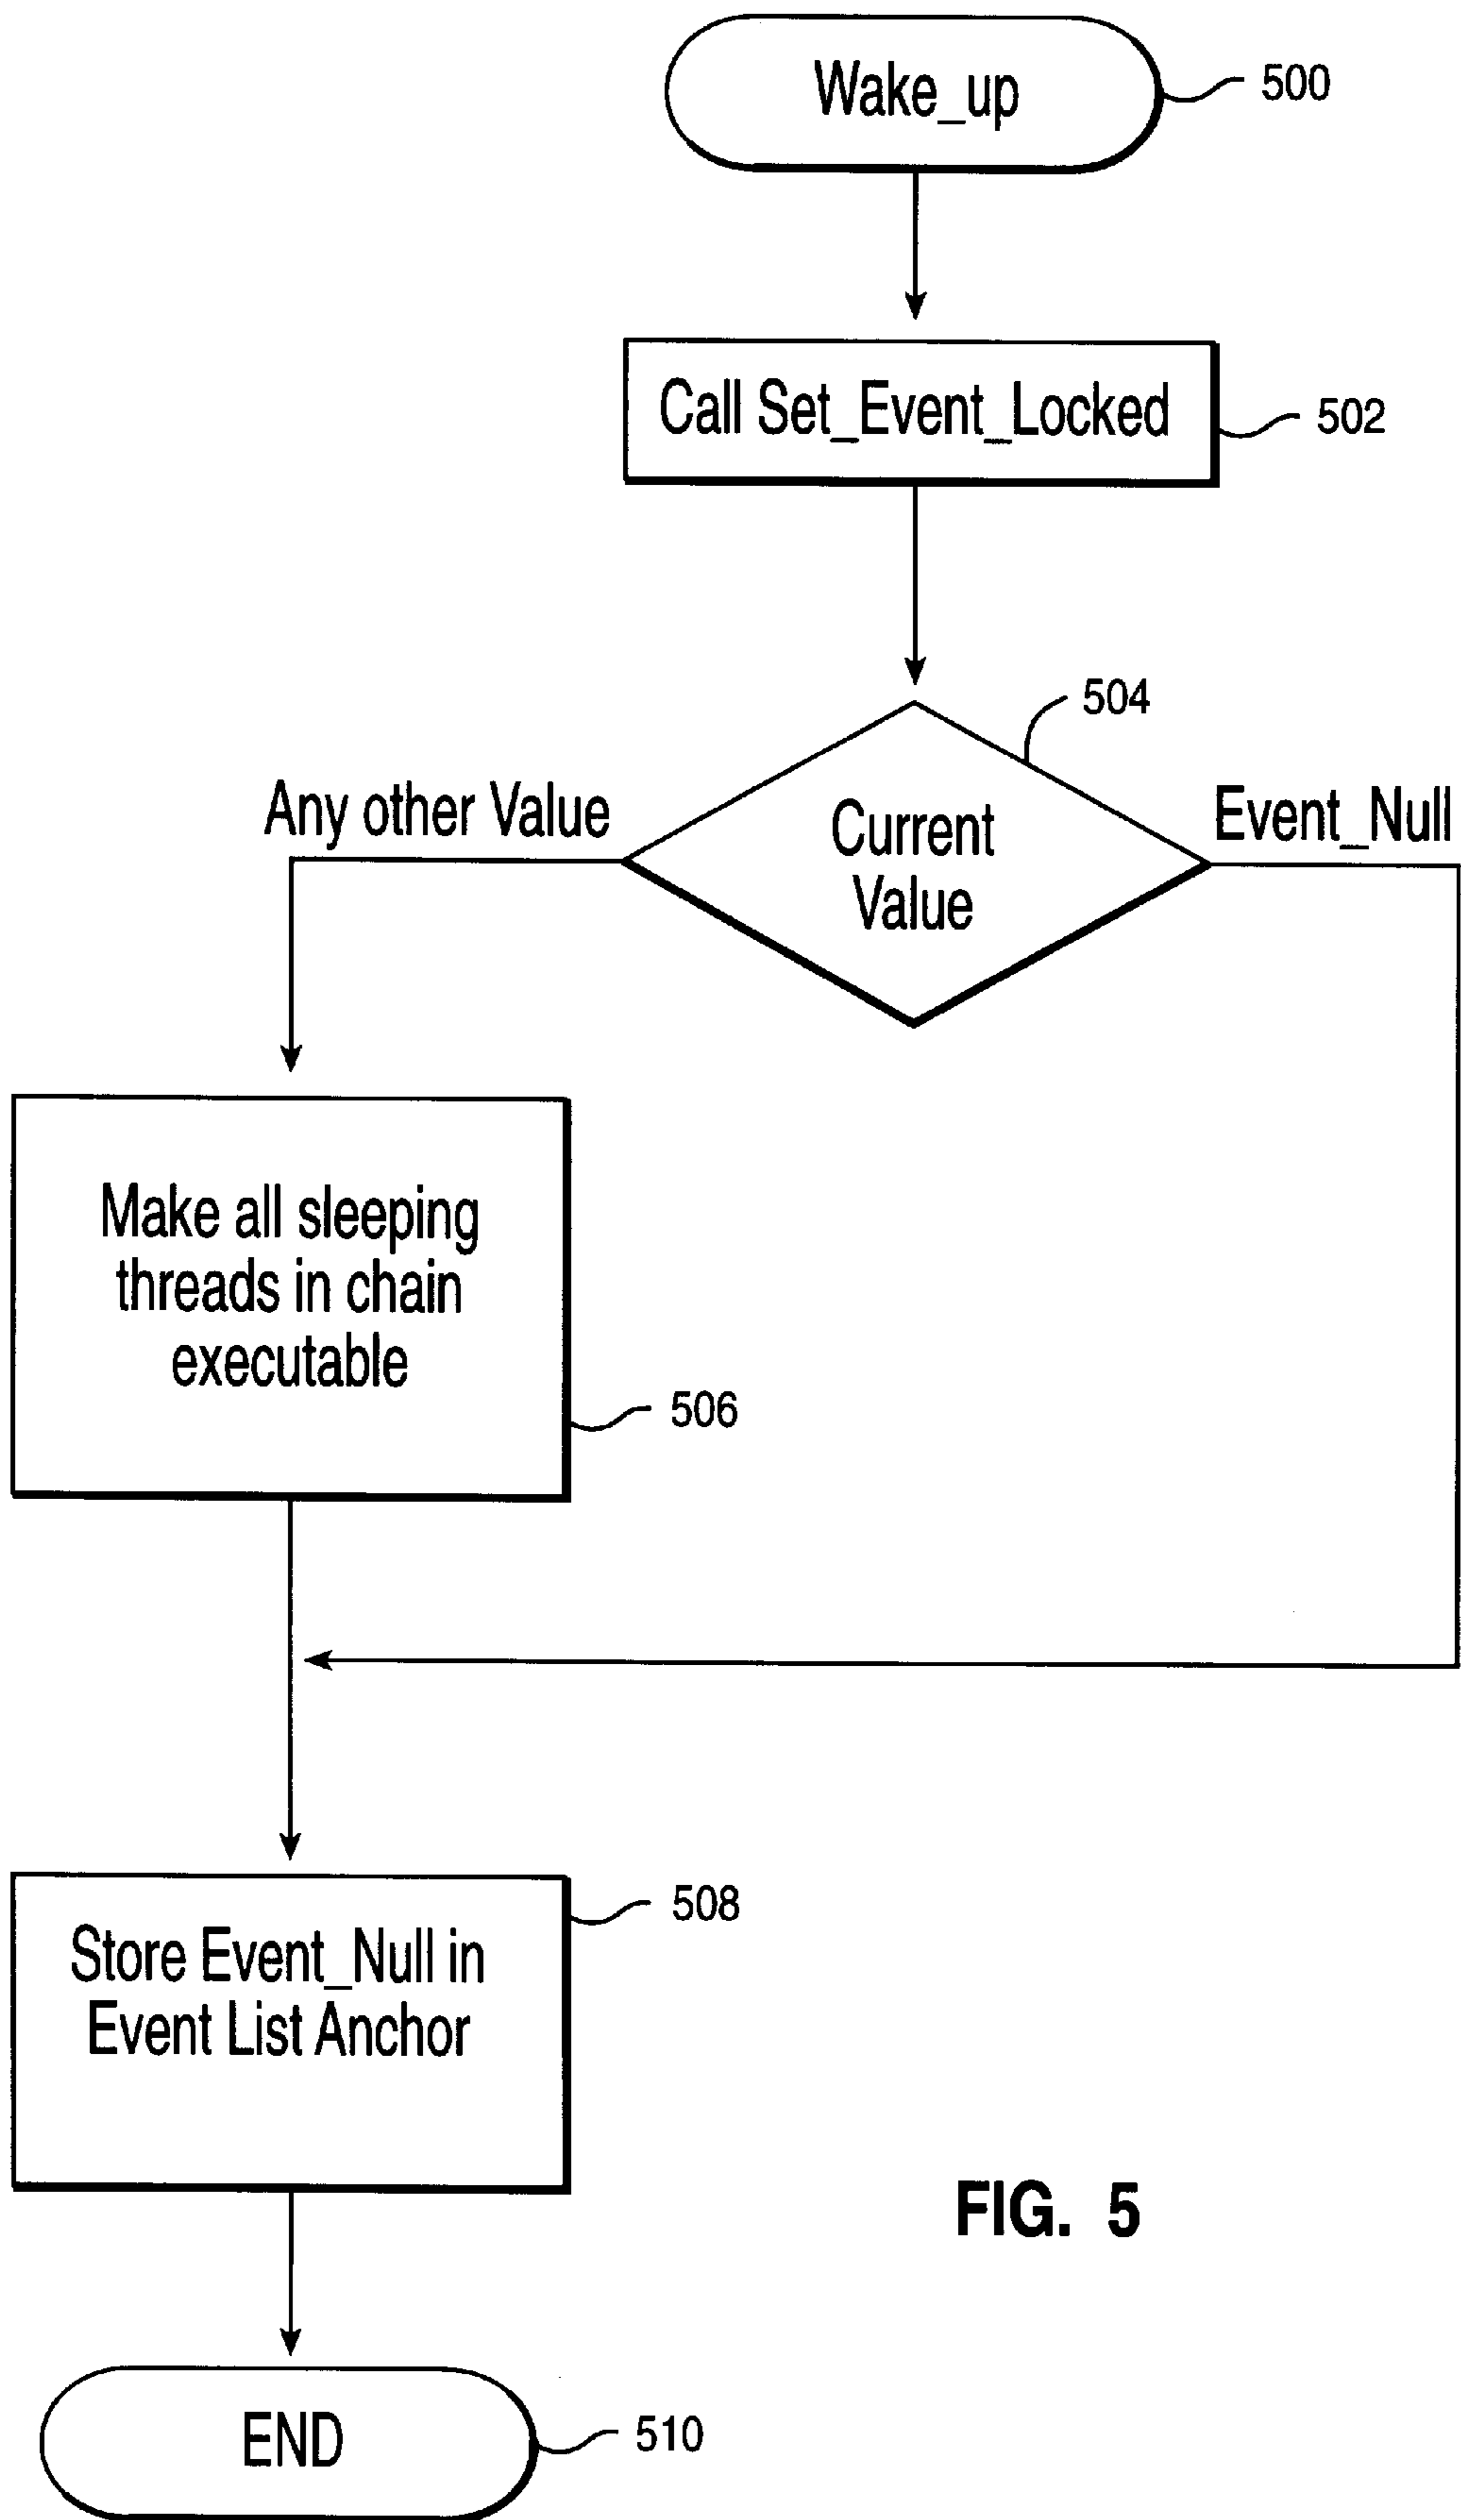 Wake_up
500
Call Set_Event_Locked
502
504
Any other Value
Current
Value
Event_Null
Make all sleeping
threads in chain
executable
506
508
Store Event_Null in
Event List Anchor
FIG. 5
END
510